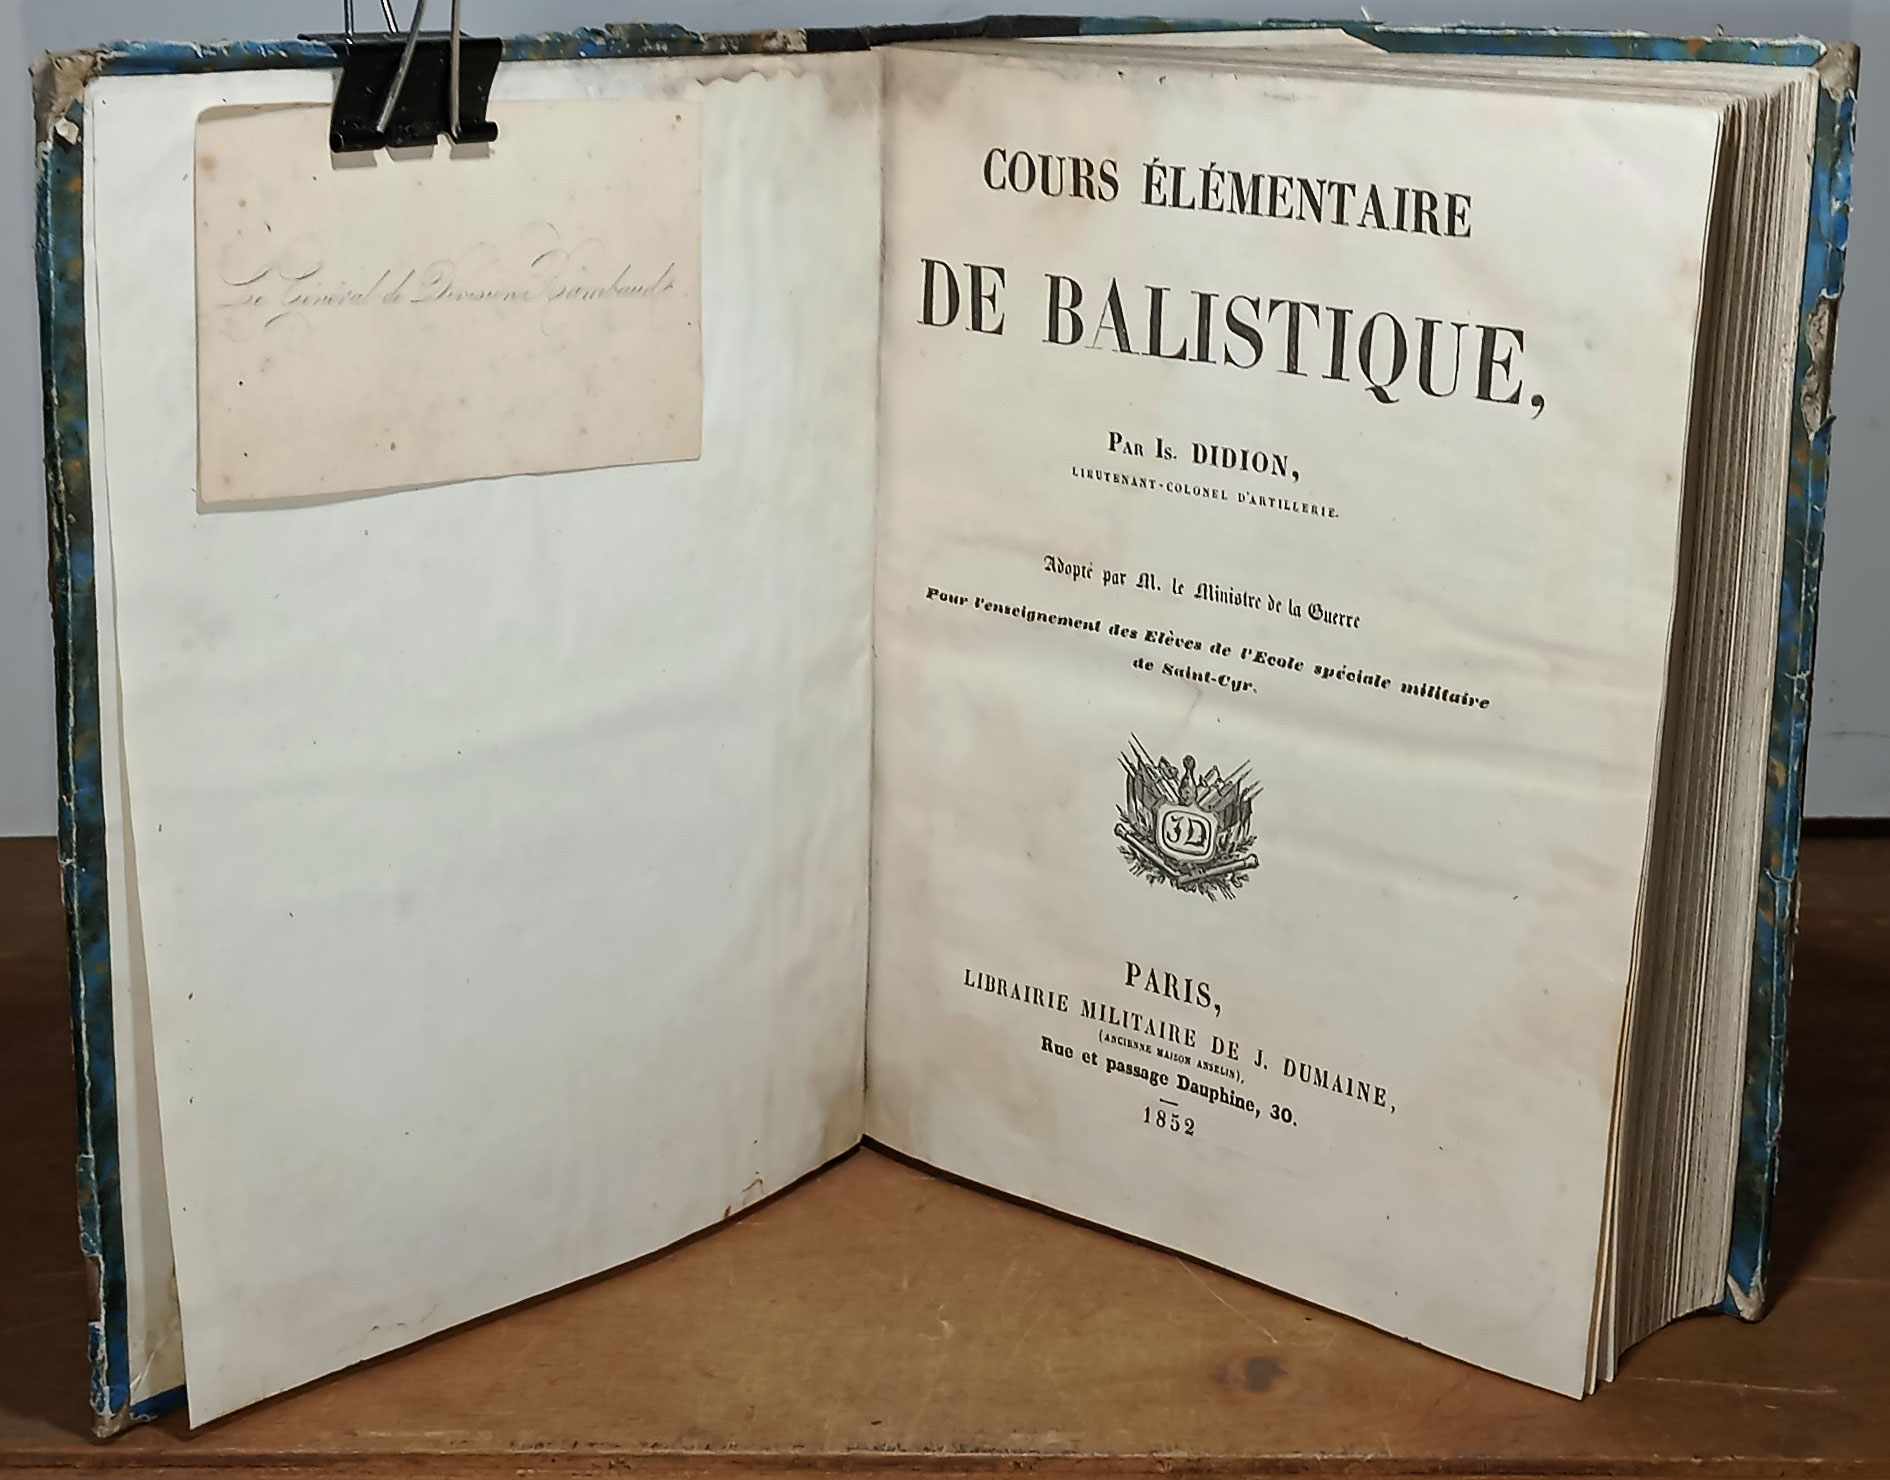 Le Général de Division Rambaud
COURS ÉLÉMENTAIRE
DE BALISTIQUE,
PAR Is. DIDION,
LIEUTENANT-COLONEL D'ARTILLERIE.
Adopté par M. le Ministre de la Guerre
Pour l'enseignement des Elèves de l'Ecole spéciale militaire
de Saint-Cyr.
JD
PARIS,
LIBRAIRIE MILITAIRE DE J. DUMAINE,
(ANCIENNE MAISON ANSELIN),
Rue et passage Dauphine, 30.
1852